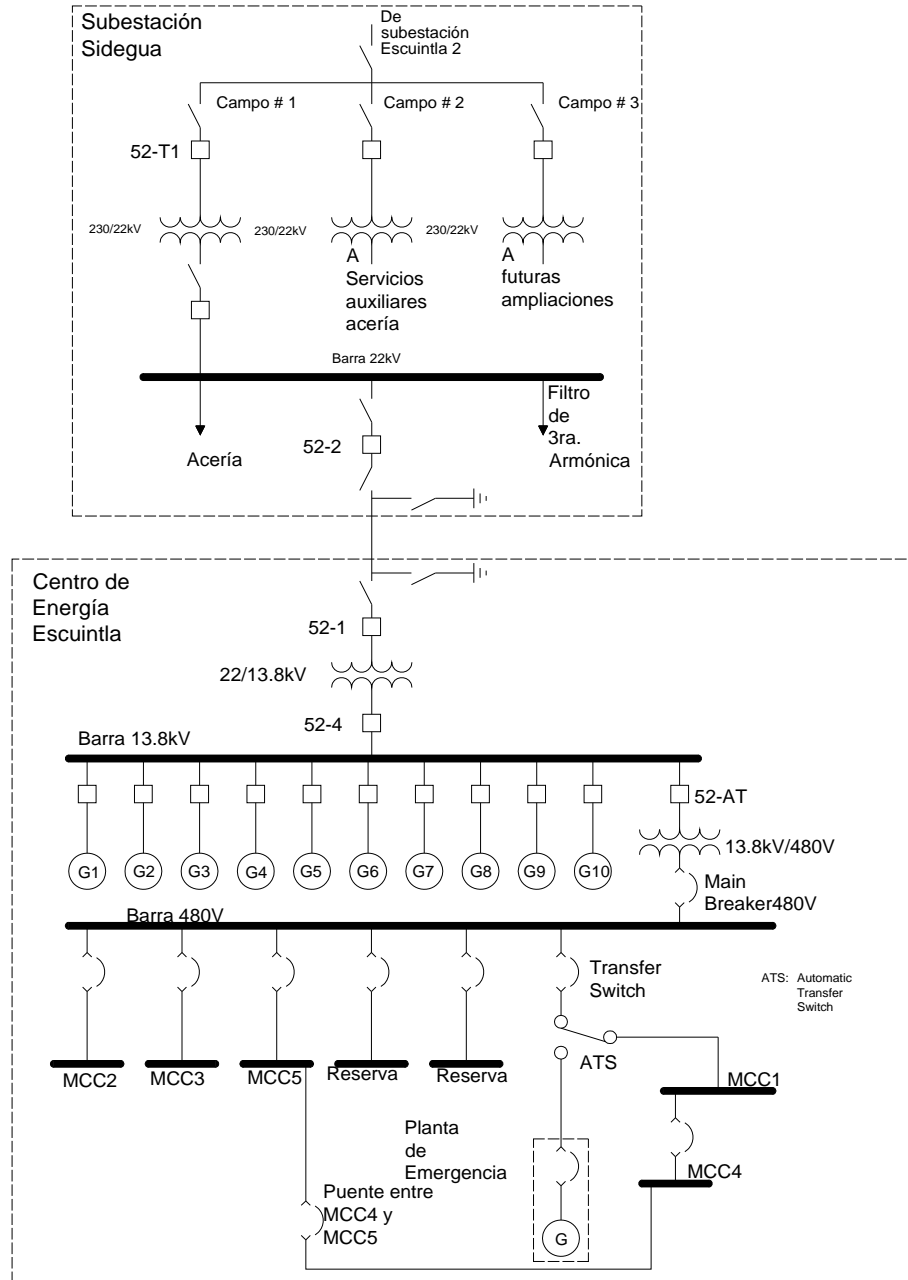 Subestación
Sidegua
De
subestación
Escuintla 2
Campo # 1
Campo # 2
Campo # 3
52-T1
230/22kV
230/22kV
230/22kV
A
Servicios
auxiliares
acería
A
futuras
ampliaciones
Barra 22kV
Acería
52-2
Filtro
de
3ra.
Armónica
Centro de
Energía
Escuintla
52-1
22/13.8kV
52-4
Barra 13.8kV
52-AT
G1
G2
G3
G4
G5
G6
G7
G8
G9
G10
13.8kV/480V
Main
Breaker480V
Barra 480V
Transfer
Switch
ATS: Automatic
Transfer
Switch
ATS
MCC2
MCC3
MCC5
Reserva
Reserva
MCC1
Planta
de
Emergencia
MCC4
Puente entre
MCC4 y
MCC5
G